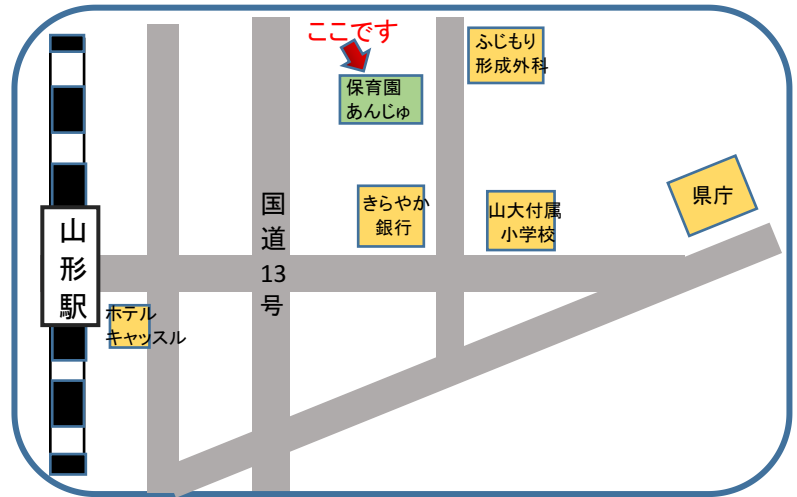 ここです
ふじもり
形成外科
保育園
あんじゅ
県庁
きらやか
銀行
山大付属
小学校
国道13号
山形駅
ホテル
キャッスル